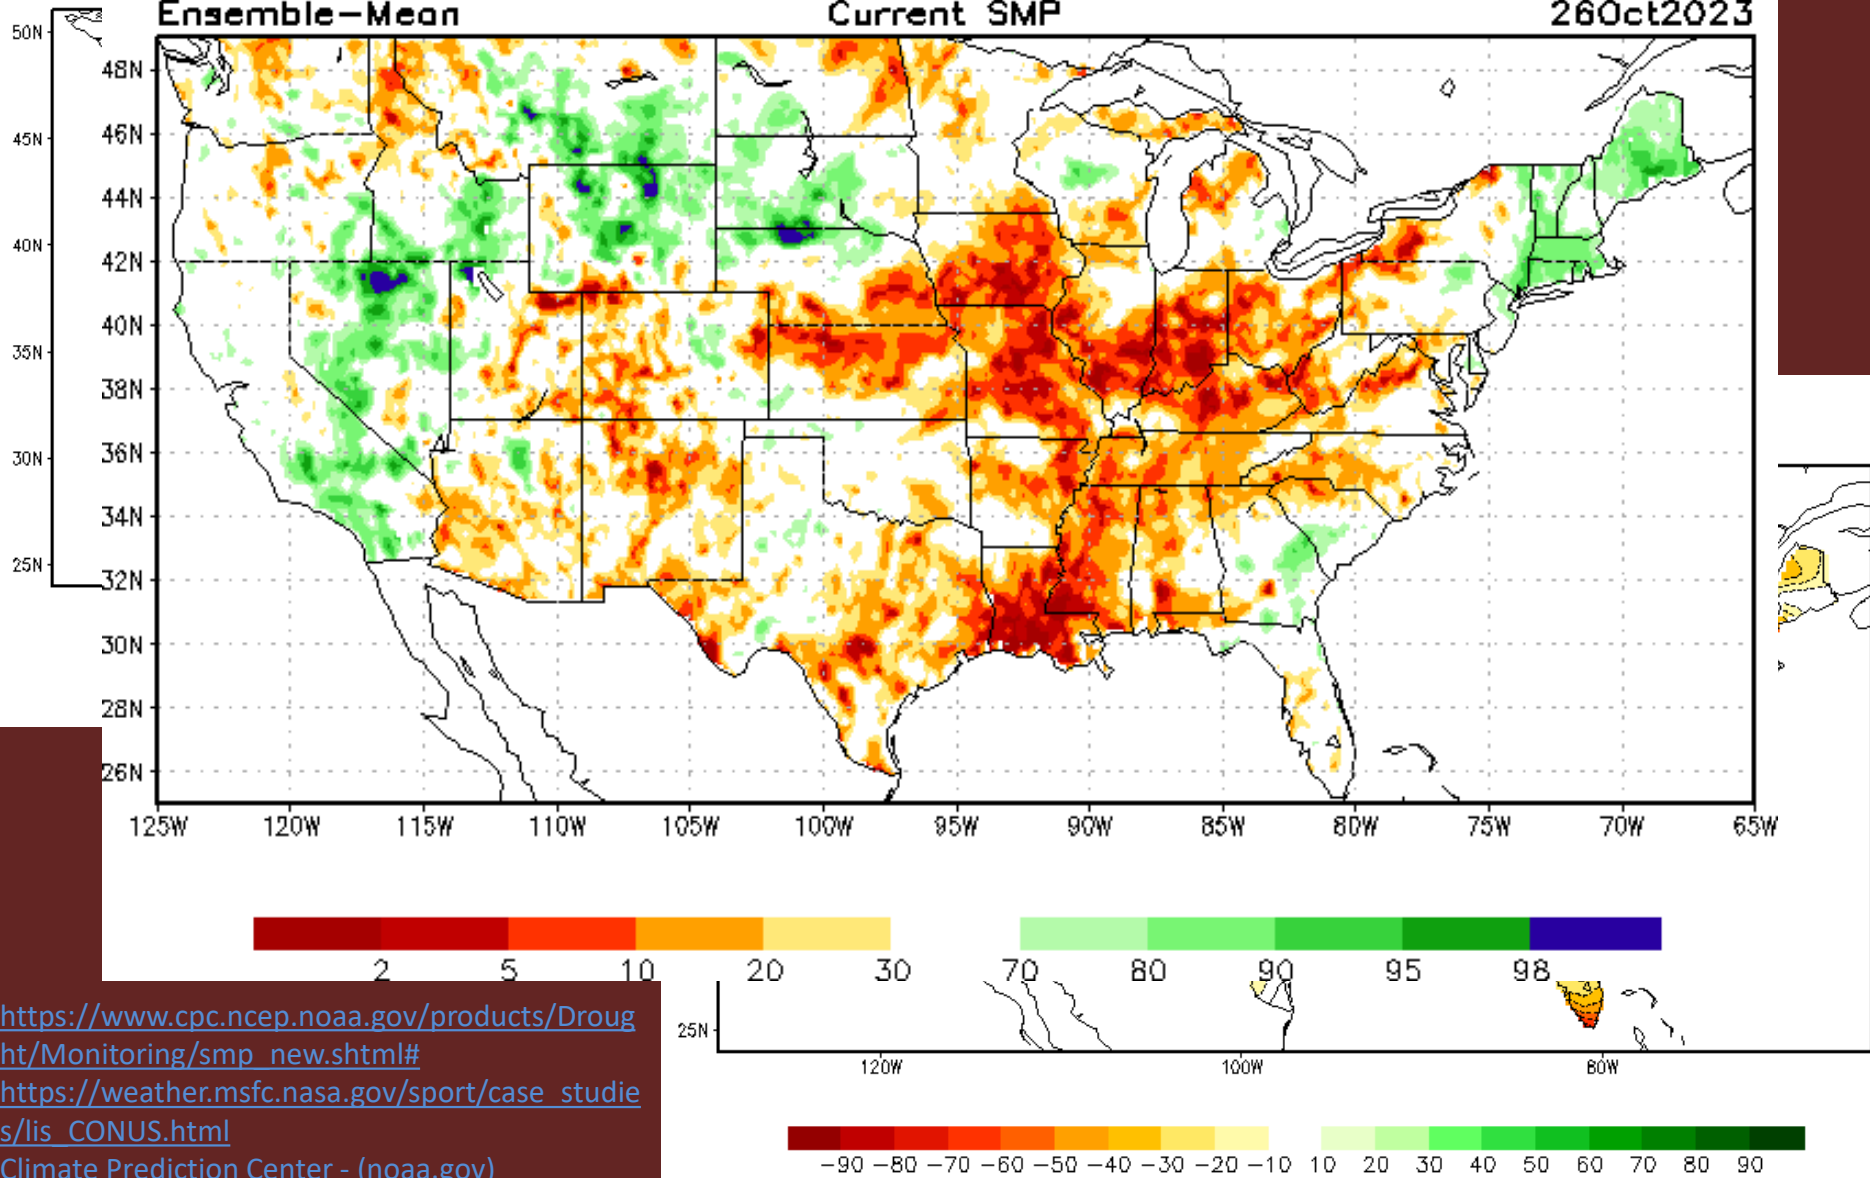 Ensemble-Mean Current SMP 26Oct2023
50N
45N
40N
35N
30N
25N
48N
46N
44N
42N
40N
38N
36N
34N
32N
30N
28N
26N
125W 120W 115W 110W 105W 100W 95W 90W 85W 80W 75W 70W 65W
2 5 10 20 30 70 80 90 95 98
25N
120W 100W 80W
-90 -80 -70 -60 -50 -40 -30 -20 -10 10 20 30 40 50 60 70 80 90
https://www.cpc.ncep.noaa.gov/products/Droug
ht/Monitoring/smp_new.shtml#
https://weather.msfc.nasa.gov/sport/case_studie
s/lis_CONUS.html
Climate Prediction Center - (noaa.gov)